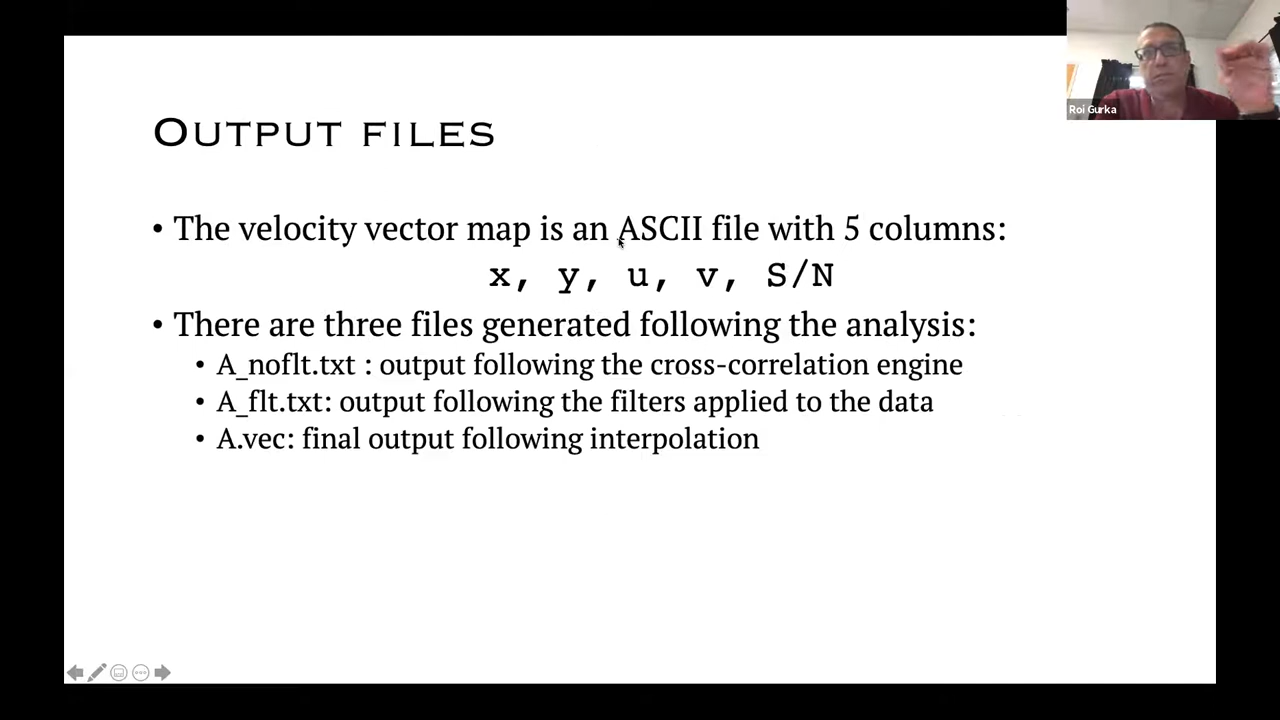 Roi Gurka
OUTPUT FILES
• The velocity vector map is an ASCII file with 5 columns:
x, y, u, v, S/N
• There are three files generated following the analysis:
• A_noflt.txt : output following the cross-correlation engine
• A_flt.txt: output following the filters applied to the data
• A.vec: final output following interpolation